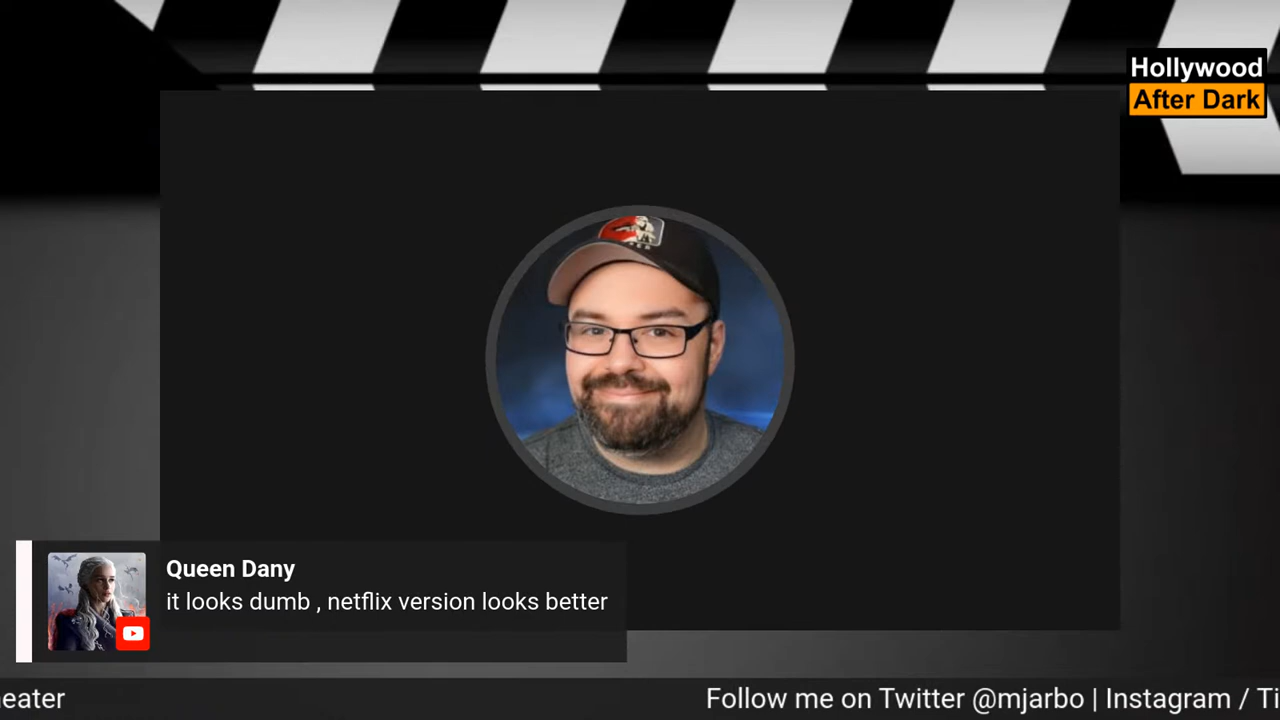 Hollywood
After Dark
Queen Dany
it looks dumb , netflix version looks better
eater
Follow me on Twitter @mjarbo | Instagram / Ti